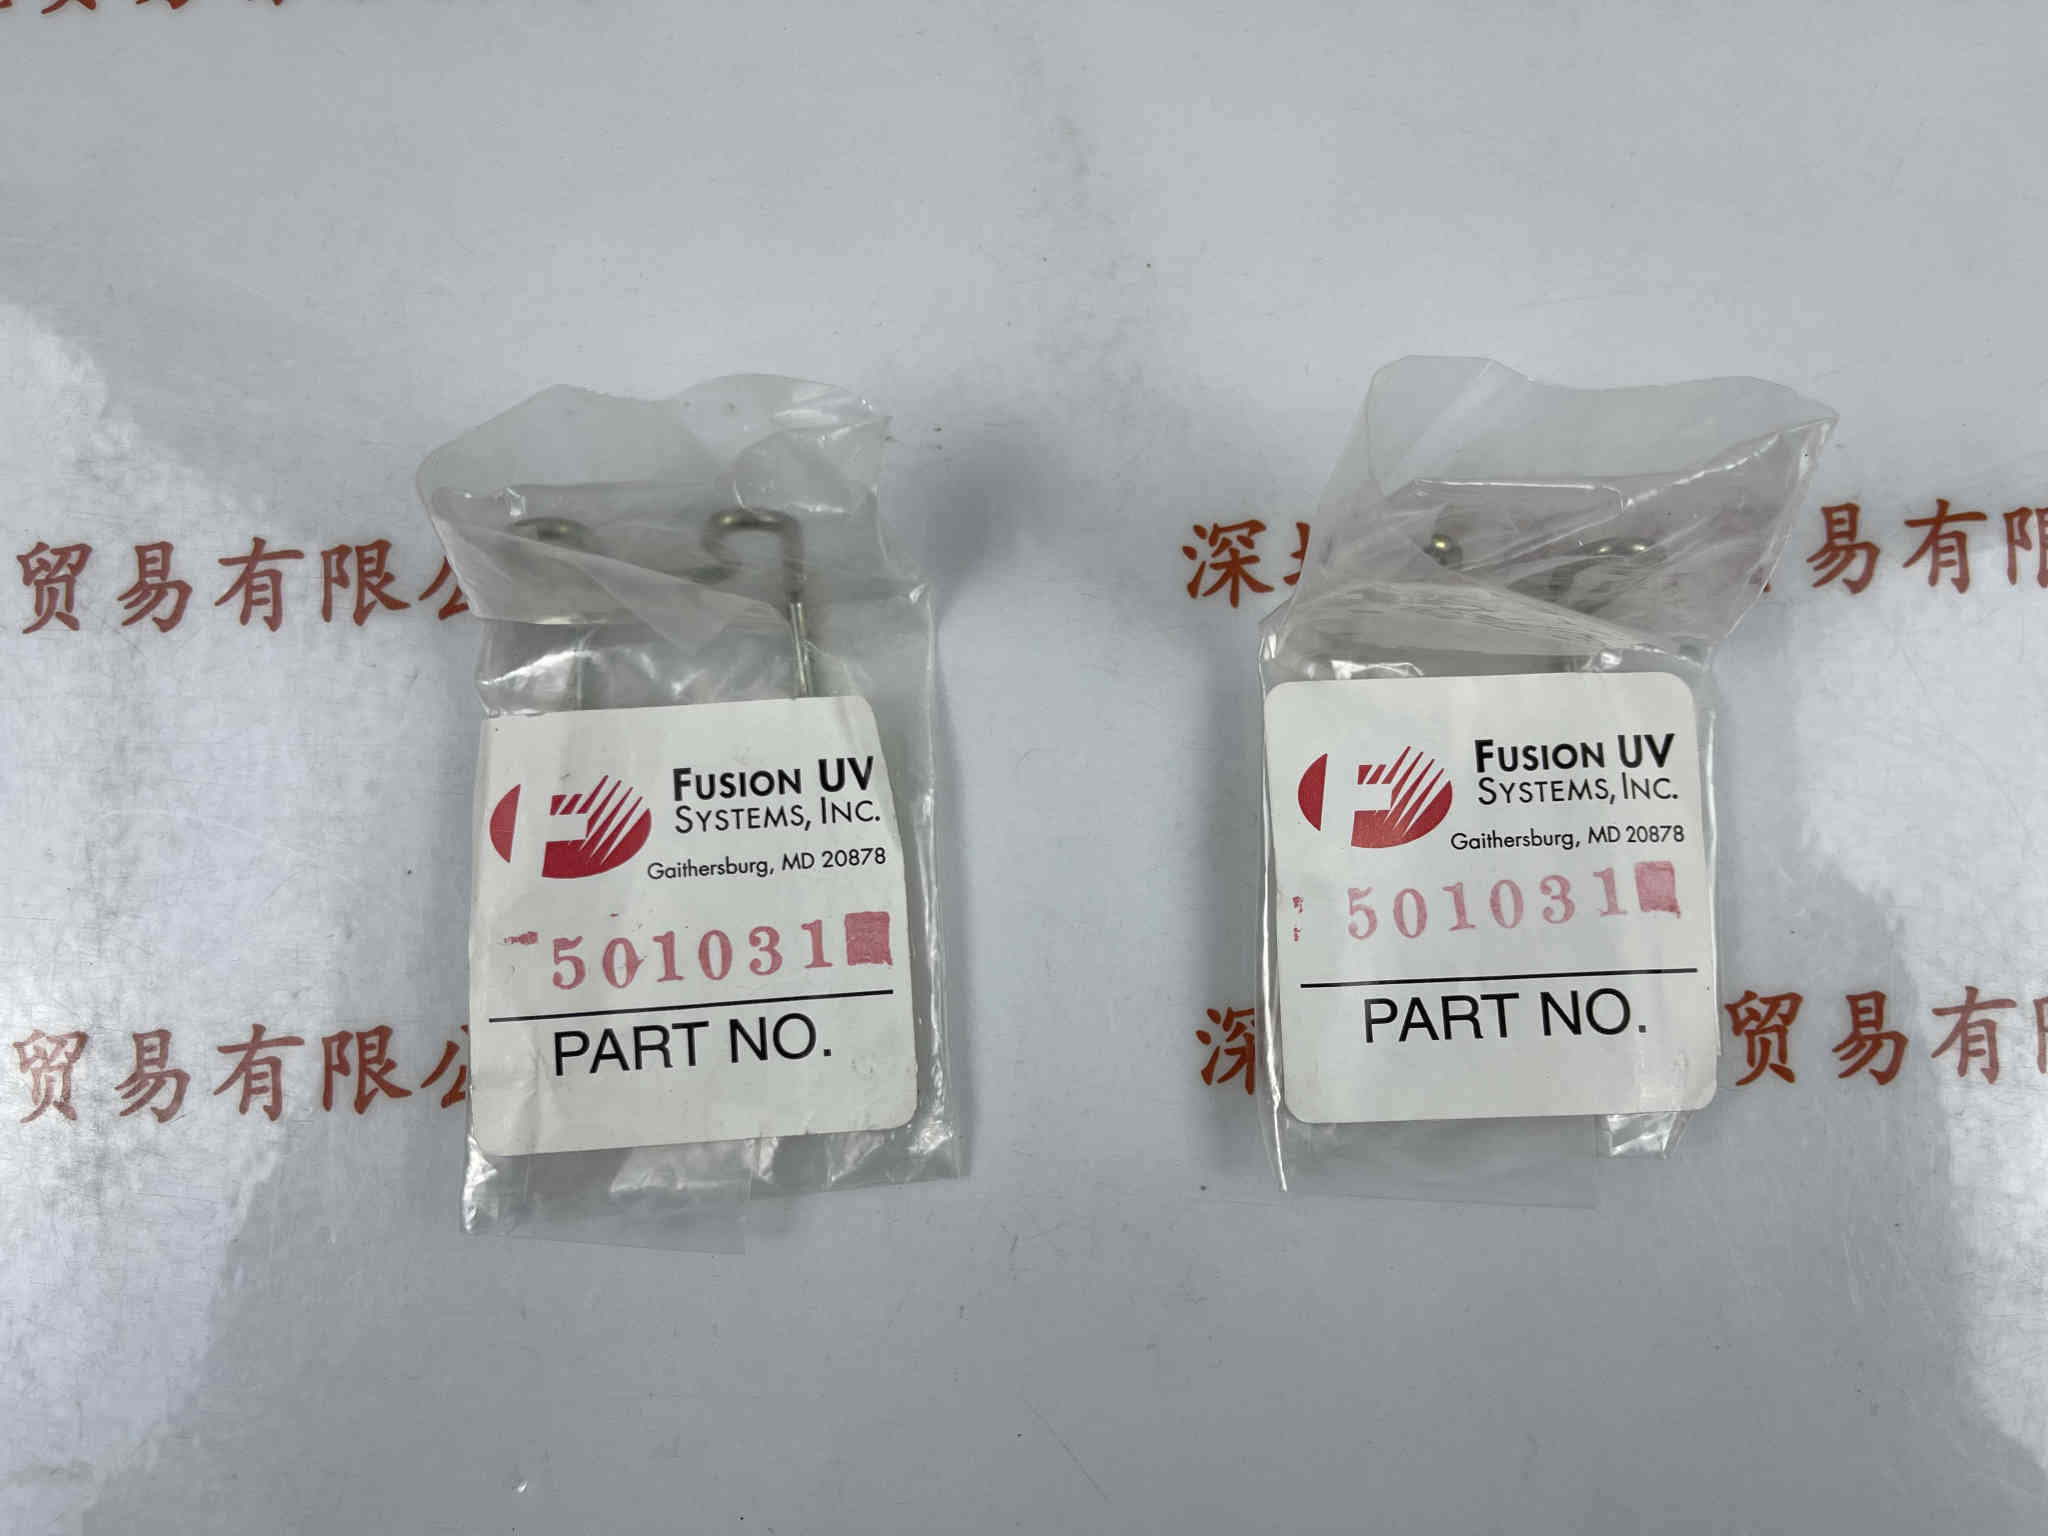 贸易有限公
深圳
易有限
FUSION UV
SYSTEMS, INC.
Gaithersburg, MD 20878
501031
PART NO.
FUSION UV
SYSTEMS, INC.
Gaithersburg, MD 20878
501031
PART NO.
贸易有限公
深
贸易有限